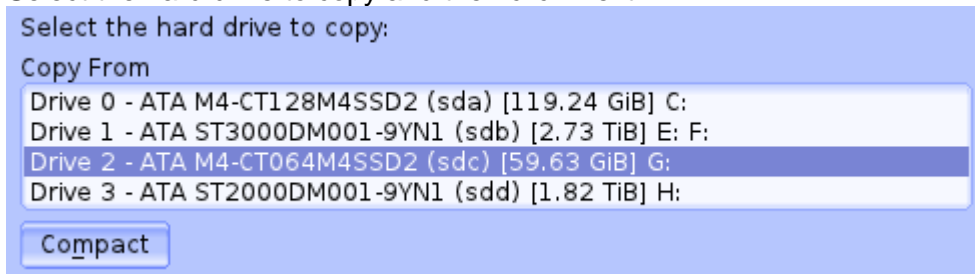 Select the hard drive to copy:
Copy From
Drive 0 - ATA M4-CT128M4SSD2 (sda) [119.24 GiB] C:
Drive 1 - ATA ST3000DM001-9YN1 (sdb) [2.73 TiB] E: F:
Drive 2 - ATA M4-CT064M4SSD2 (sdc) [59.63 GiB] G:
Drive 3 - ATA ST2000DM001-9YN1 (sdd) [1.82 TiB] H:
Compact